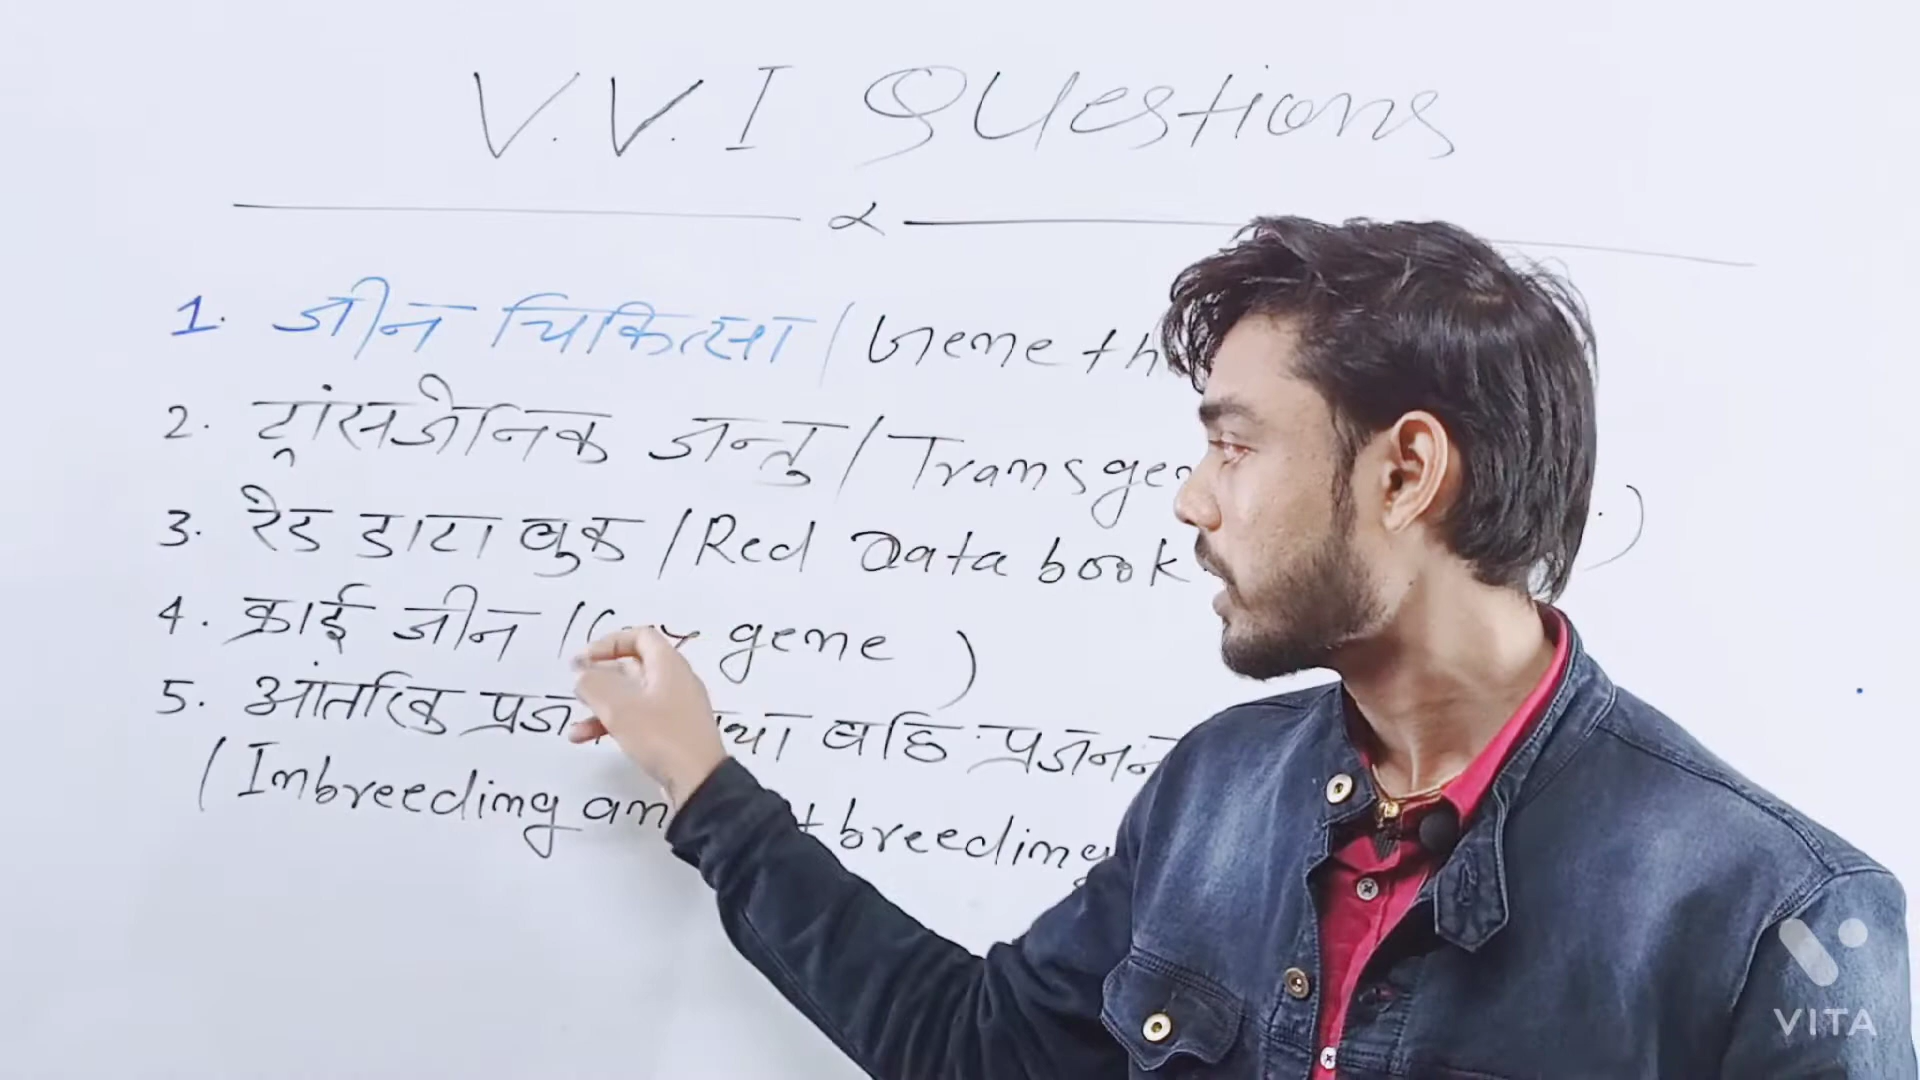 V.V.I Questions
1. जीन चिकित्सा / Gene th
2. ट्रांसजेनिक जन्तु / Transgen
3. रेड डाटा बुक / Red Data book )
4. क्राई जीन / ( gene )
5. आंतरिक प्रज तथा बहि प्रजनन
( Inbreeding an t breeding
VITA